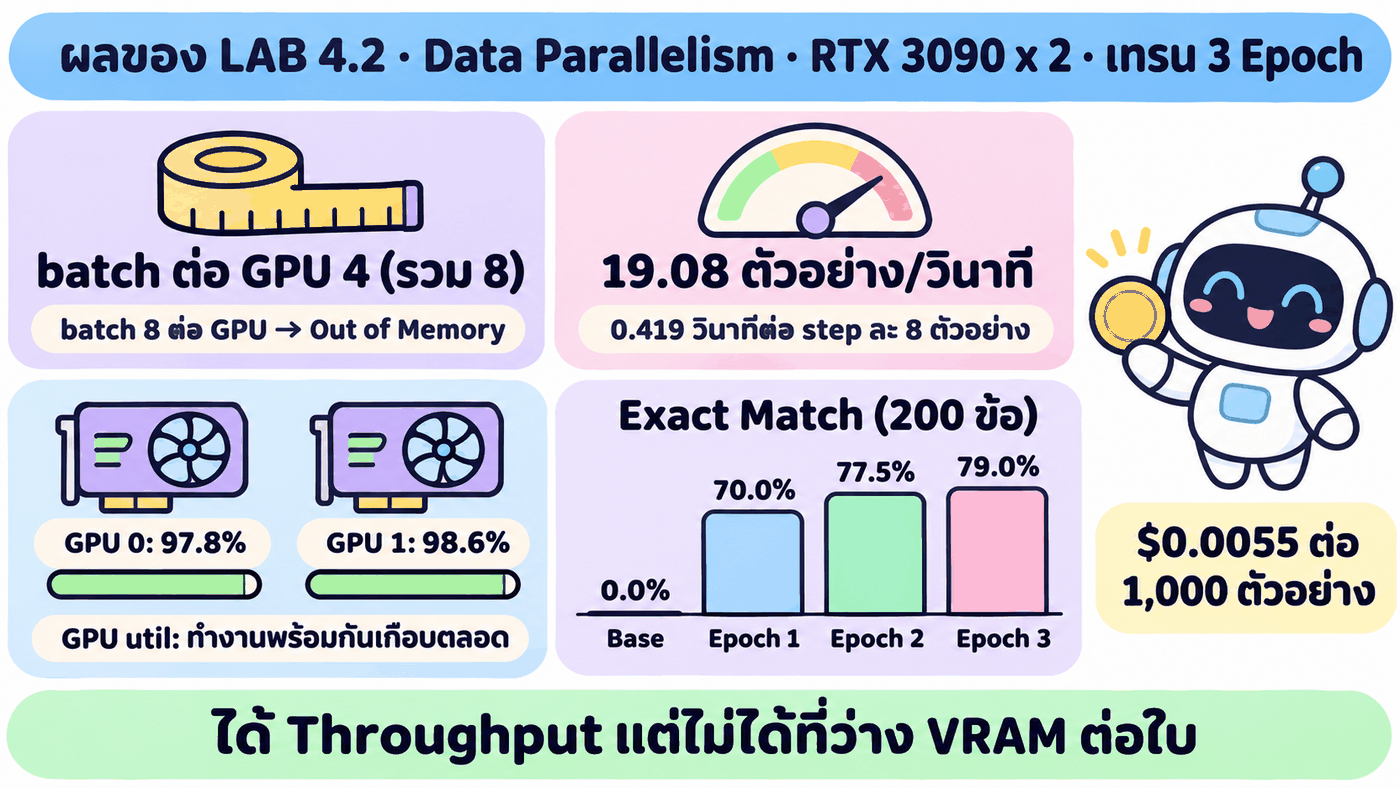 ผลของ LAB 4.2 · Data Parallelism · RTX 3090 x 2 · เทรน 3 Epoch
batch ต่อ GPU 4 (รวม 8)
batch 8 ต่อ GPU → Out of Memory
19.08 ตัวอย่าง/วินาที
0.419 วินาทีต่อ step ละ 8 ตัวอย่าง
GPU 0: 97.8%
GPU 1: 98.6%
GPU util: ทำงานพร้อมกันเกือบตลอด
Exact Match (200 ข้อ)
0.0%
70.0%
77.5%
79.0%
Base
Epoch 1
Epoch 2
Epoch 3
$0.0055 ต่อ
1,000 ตัวอย่าง
ได้ Throughput แต่ไม่ได้ที่ว่าง VRAM ต่อใบ